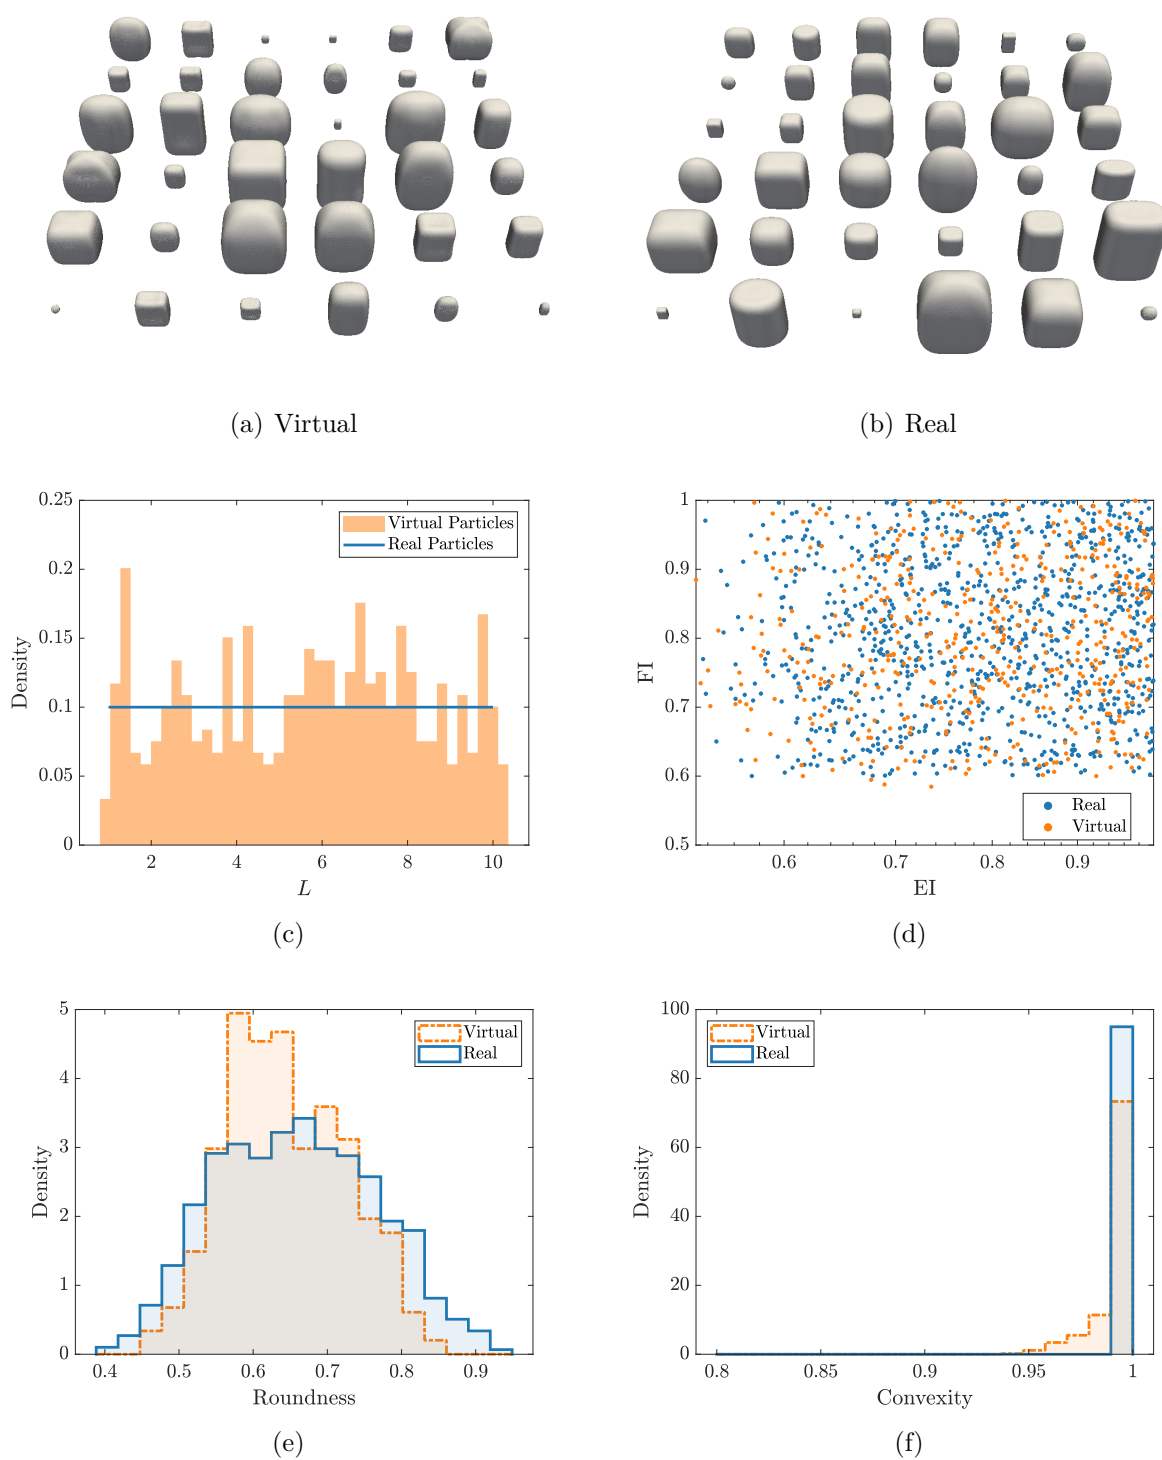 (a) Virtual
(b) Real
0.25
0.2
0.15
0.1
0.05
0
Density
Virtual Particles
Real Particles
2 4 6 8 10
L
(c)
1
0.9
0.8
0.7
0.6
0.5
FI
Real
Virtual
0.6 0.7 0.8 0.9
EI
(d)
5
4
3
2
1
0
Density
Virtual
Real
0.4 0.5 0.6 0.7 0.8 0.9
Roundness
(e)
100
80
60
40
20
0
Density
Virtual
Real
0.8 0.85 0.9 0.95 1
Convexity
(f)